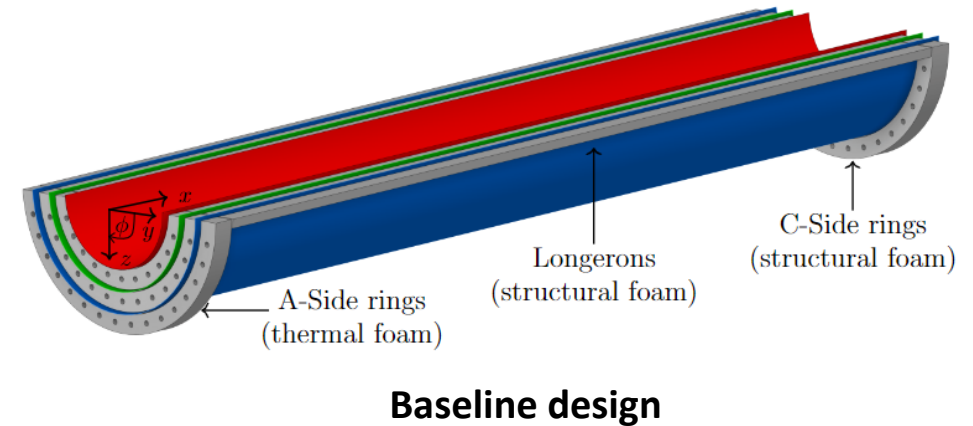 x
ϕ
y
z
C-Side rings
(structural foam)
Longerons
(structural foam)
A-Side rings
(thermal foam)
Baseline design